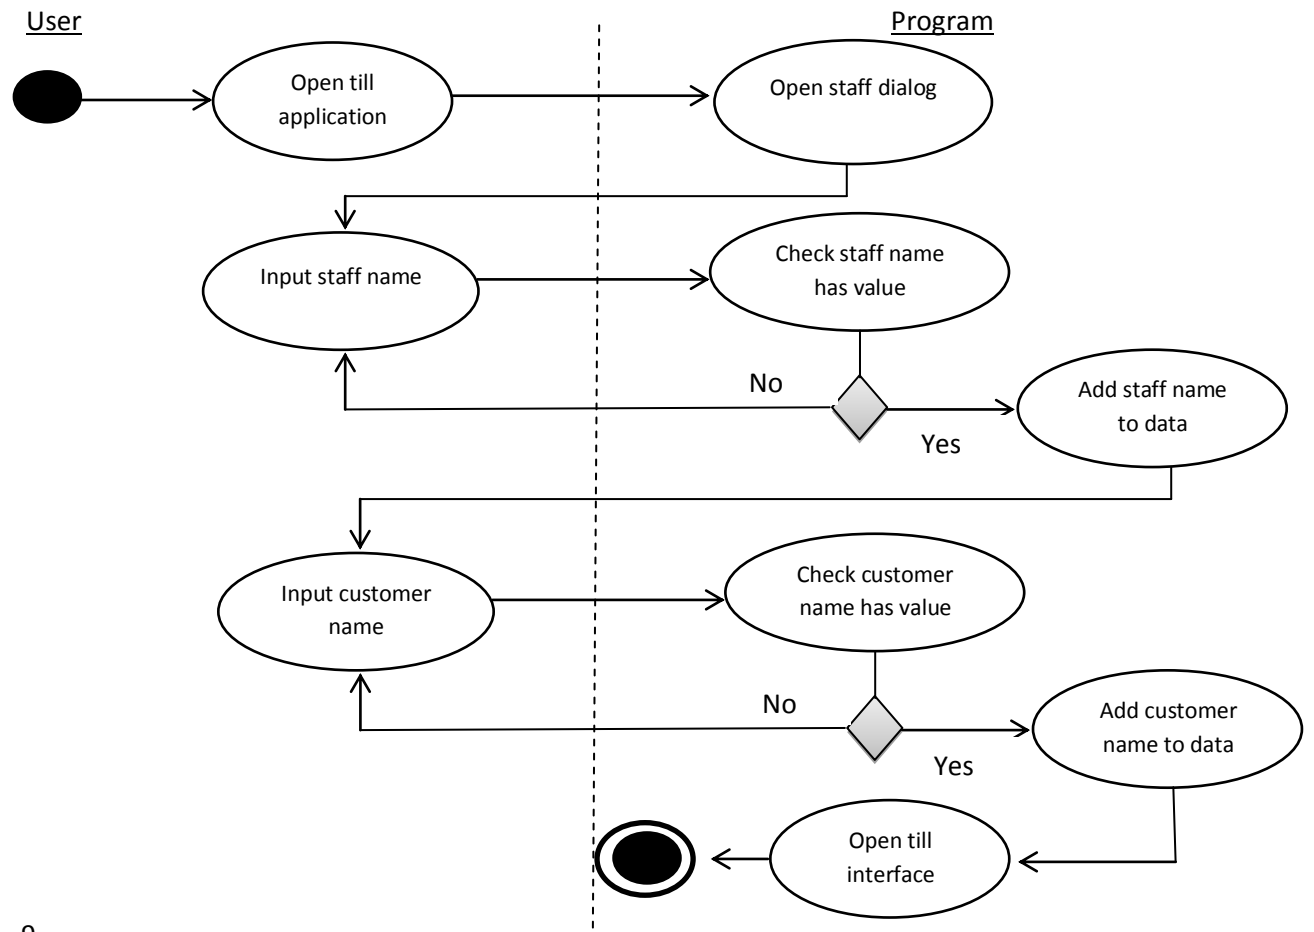 User
Program
Open till
application
Open staff dialog
Input staff name
Check staff name
has value
No
Yes
Add staff name
to data
Input customer
name
Check customer
name has value
No
Yes
Add customer
name to data
Open till
interface